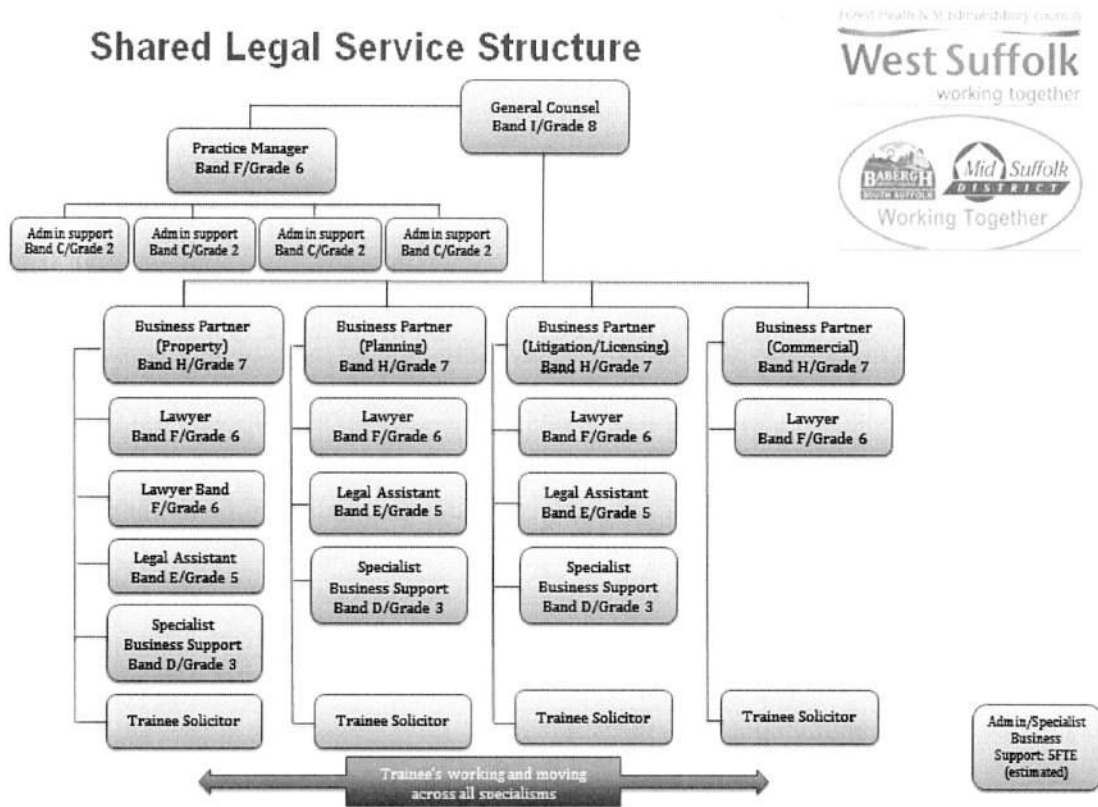 Shared Legal Service Structure
Forest Heath & St Edmundsbury councils
West Suffolk
working together
BABERGH
SOUTH SUFFOLK
Mid Suffolk
DISTRICT
Working Together
General Counsel
Band I/Grade 8
Practice Manager
Band F/Grade 6
Admin support
Band C/Grade 2
Admin support
Band C/Grade 2
Admin support
Band C/Grade 2
Admin support
Band C/Grade 2
Business Partner
(Property)
Band H/Grade 7
Lawyer
Band F/Grade 6
Lawyer Band
F/Grade 6
Legal Assistant
Band E/Grade 5
Specialist
Business Support
Band D/Grade 3
Trainee Solicitor
Business Partner
(Planning)
Band H/Grade 7
Lawyer
Band F/Grade 6
Legal Assistant
Band E/Grade 5
Specialist
Business Support
Band D/Grade 3
Trainee Solicitor
Business Partner
(Litigation/Licensing)
Band H/Grade 7
Lawyer
Band F/Grade 6
Legal Assistant
Band E/Grade 5
Specialist
Business Support
Band D/Grade 3
Trainee Solicitor
Business Partner
(Commercial)
Band H/Grade 7
Lawyer
Band F/Grade 6
Trainee Solicitor
Trainee's working and moving
across all specialisms
Admin/Specialist
Business
Support: 5FTE
(estimated)